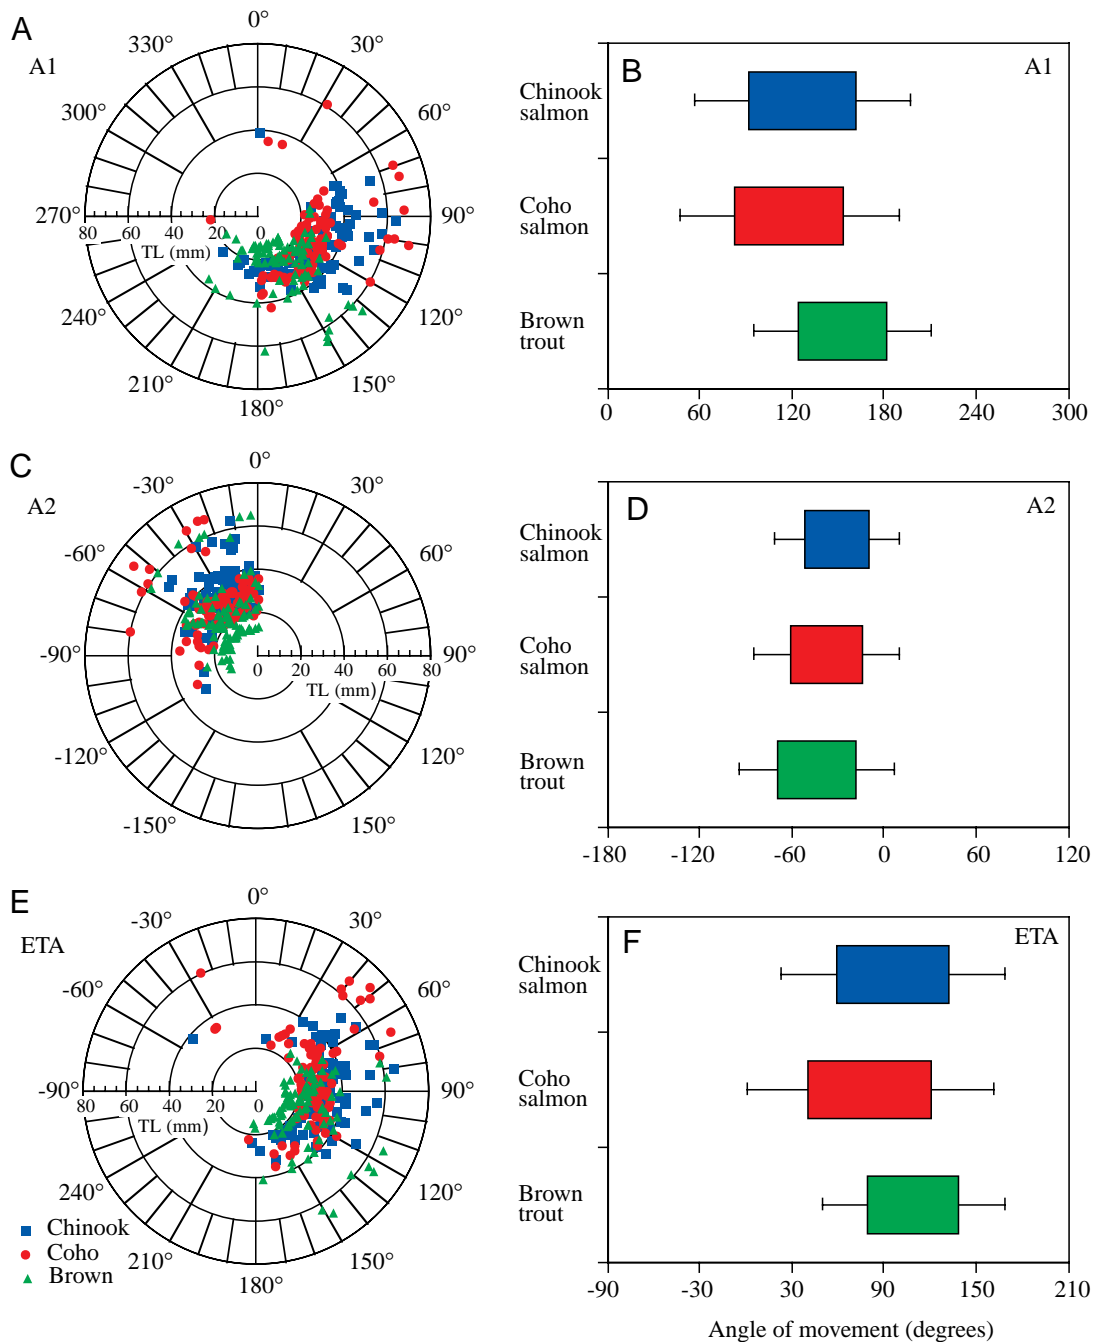 A
A1
0°
30°
60°
90°
120°
150°
180°
210°
240°
270°
300°
330°
80 60 40 20 0
TL (mm)
B
A1
Chinook
salmon
Coho
salmon
Brown
trout
0 60 120 180 240 300
C
A2
0°
30°
60°
90°
120°
150°
-150°
-120°
-90°
-60°
-30°
0 20 40 60 80
TL (mm)
D
A2
Chinook
salmon
Coho
salmon
Brown
trout
-180 -120 -60 0 120
E
ETA
0°
30°
60°
90°
120°
150°
180°
210°
240°
-90°
-60°
-30°
80 60 40 20 0
TL (mm)
Chinook
Coho
Brown
F
ETA
Chinook
salmon
Coho
salmon
Brown
trout
-90 -30 30 90 150 210
Angle of movement (degrees)